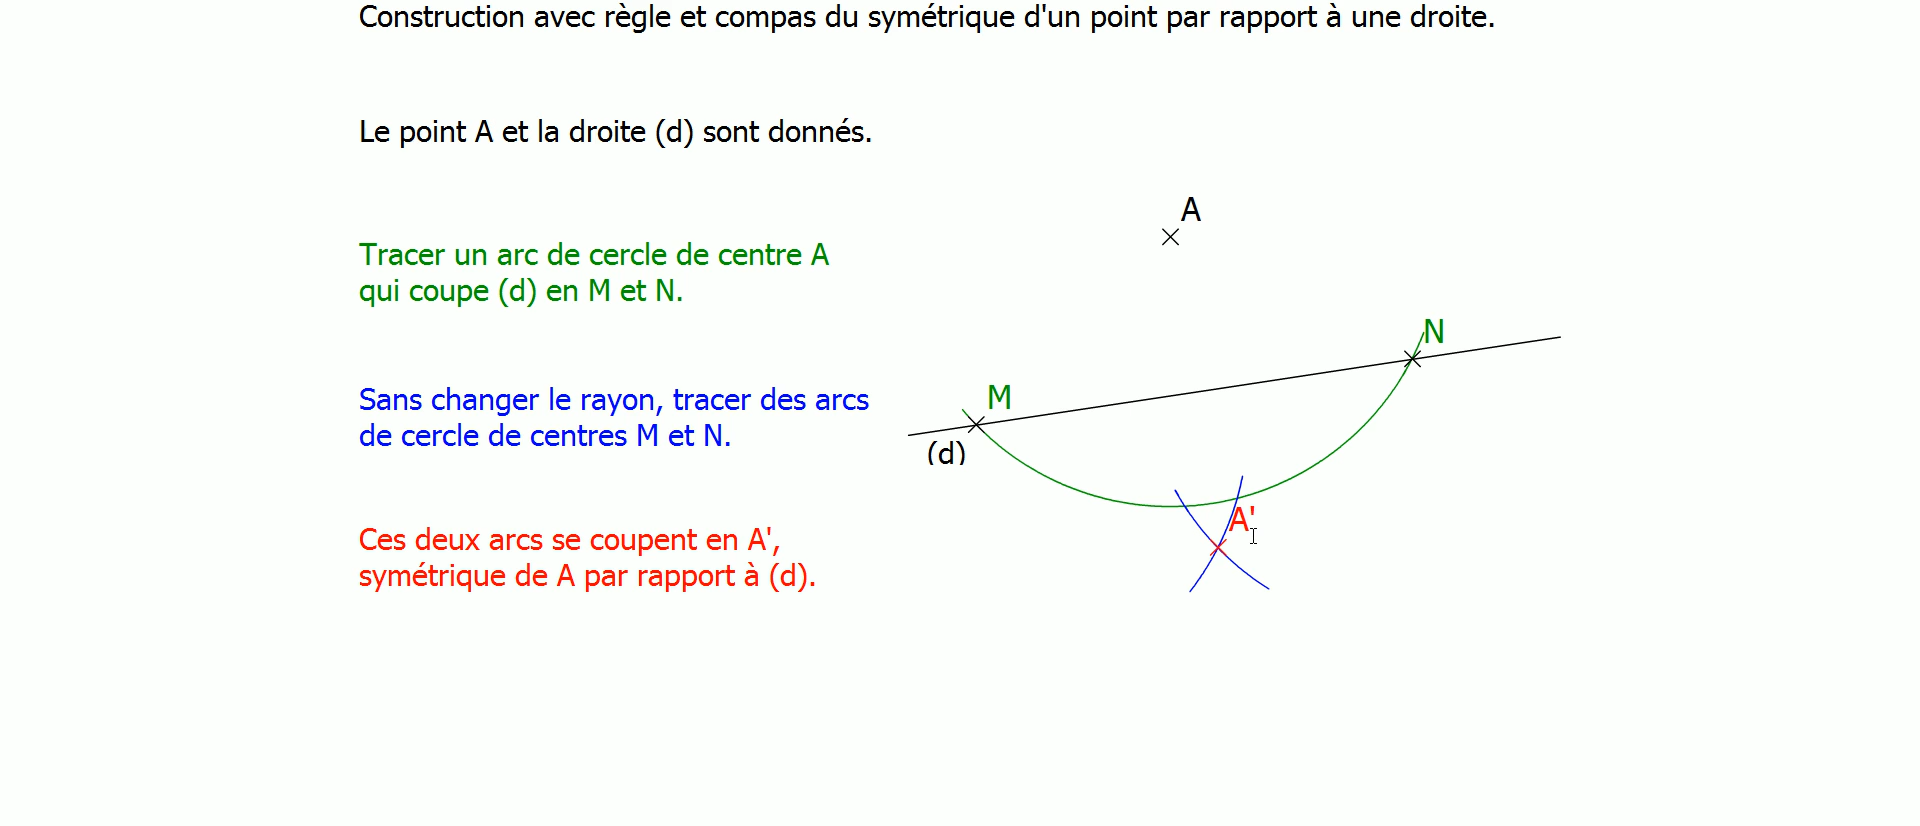 Construction avec règle et compas du symétrique d'un point par rapport à une droite.
Le point A et la droite (d) sont donnés.
A
Tracer un arc de cercle de centre A
qui coupe (d) en M et N.
N
M
Sans changer le rayon, tracer des arcs
de cercle de centres M et N.
(d)
A'
Ces deux arcs se coupent en A',
symétrique de A par rapport à (d).